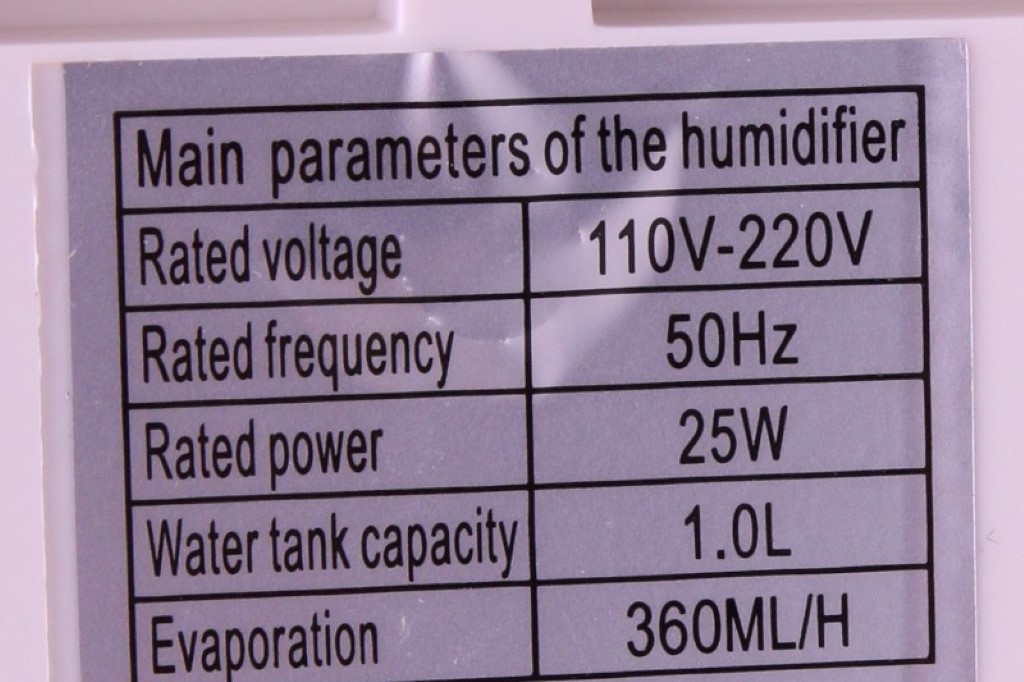 Main parameters of the humidifier
Rated voltage 110V-220V
Rated frequency 50Hz
Rated power 25W
Water tank capacity 1.0L
Evaporation 360ML/H